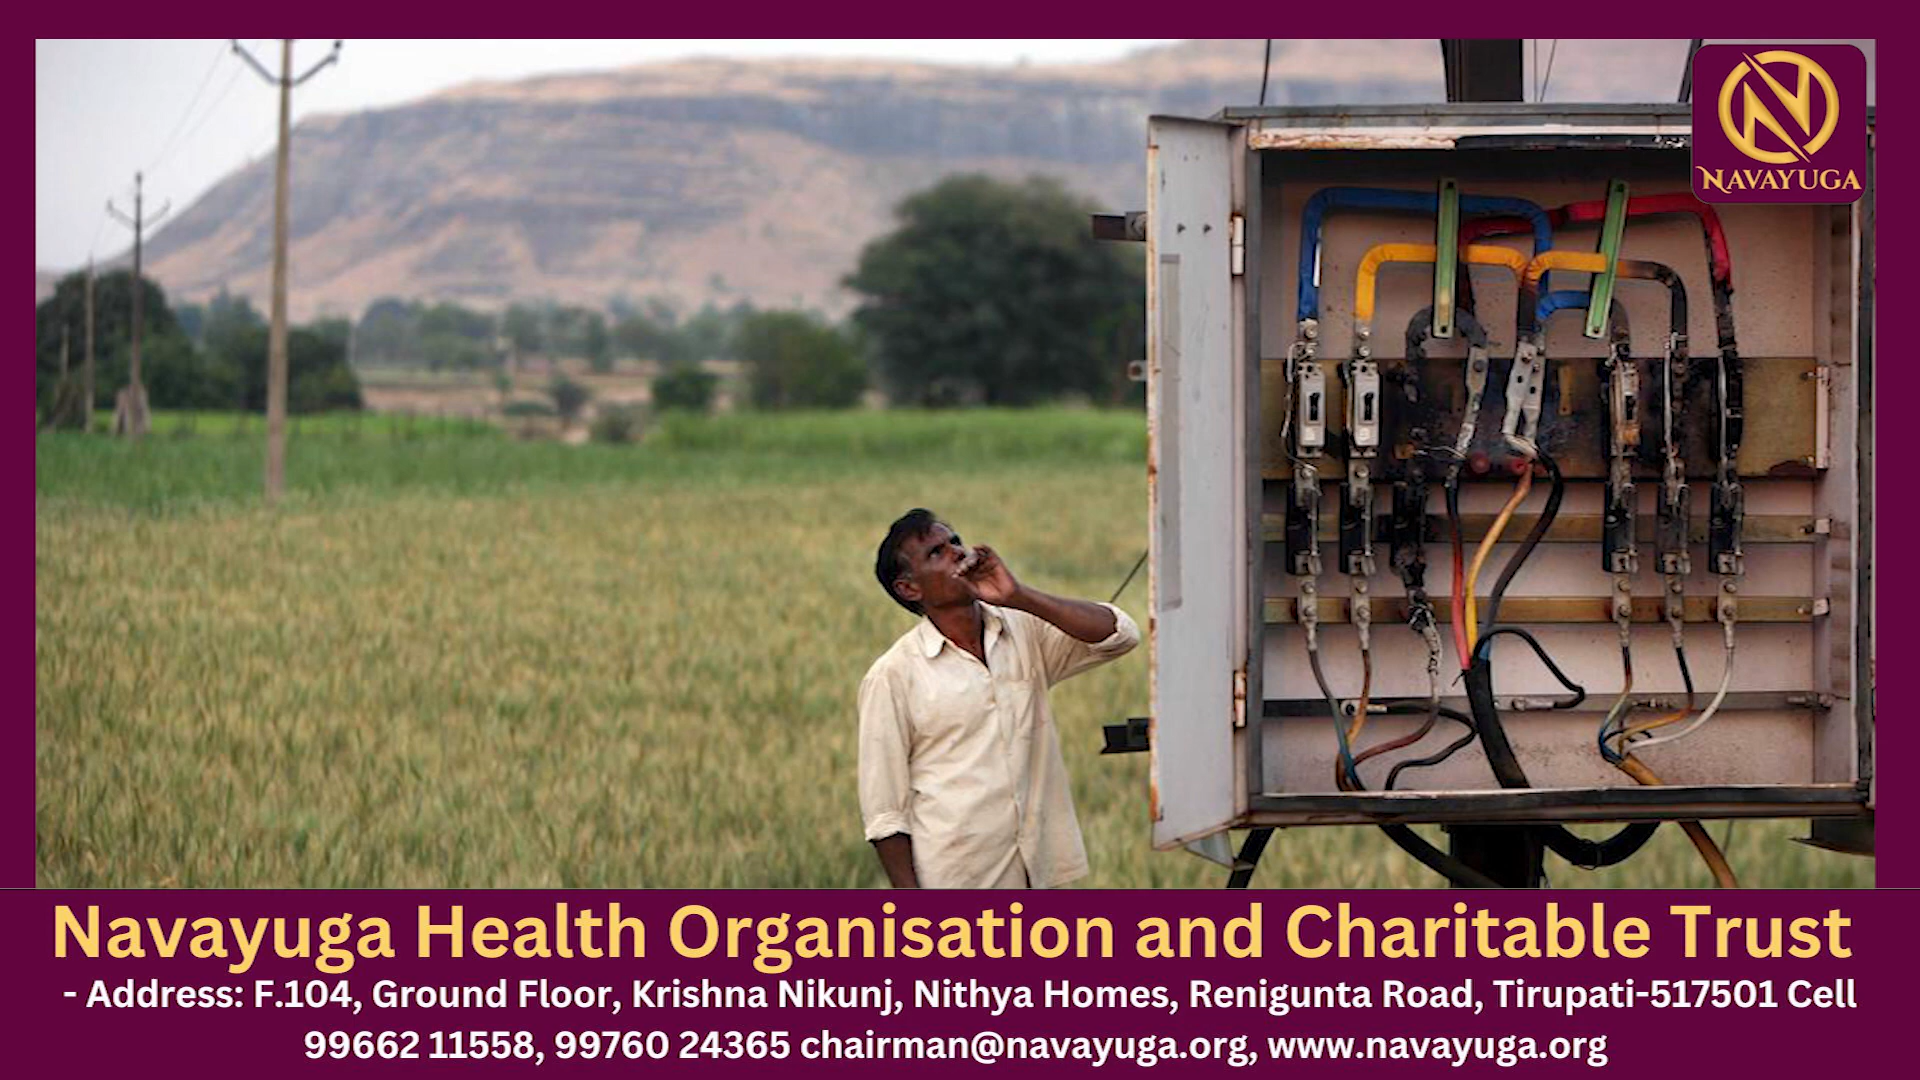 NAVAYUGA
Navayuga Health Organisation and Charitable Trust
- Address: F.104, Ground Floor, Krishna Nikunj, Nithya Homes, Renigunta Road, Tirupati-517501 Cell
99662 11558, 99760 24365 chairman@navayuga.org, www.navayuga.org